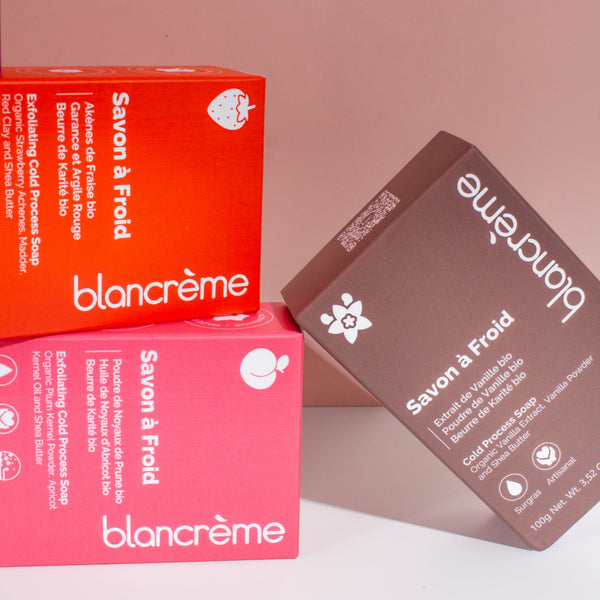 Savon à Froid
Akènes de Fraise bio
Garance et Argile Rouge
Beurre de Karité bio
Exfoliating Cold Process Soap
Organic Strawberry Achenes, Madder,
Red Clay and Shea Butter
blancrème
Savon à Froid
Poudre de Noyaux de Prune bio
Huile de Noyaux d'Abricot bio
Beurre de Karité bio
Exfoliating Cold Process Soap
Organic Plum Kernel Powder, Apricot
Kernel Oil and Shea Butter
blancrème
blancrème
Savon à Froid
Extrait de Vanille bio
Poudre de Vanille bio
Beurre de Karité bio
Cold Process Soap
Organic Vanilla Extract, Vanilla Powder
and Shea Butter
Surgras
Artisanal
100g Net. Wt. 3.52